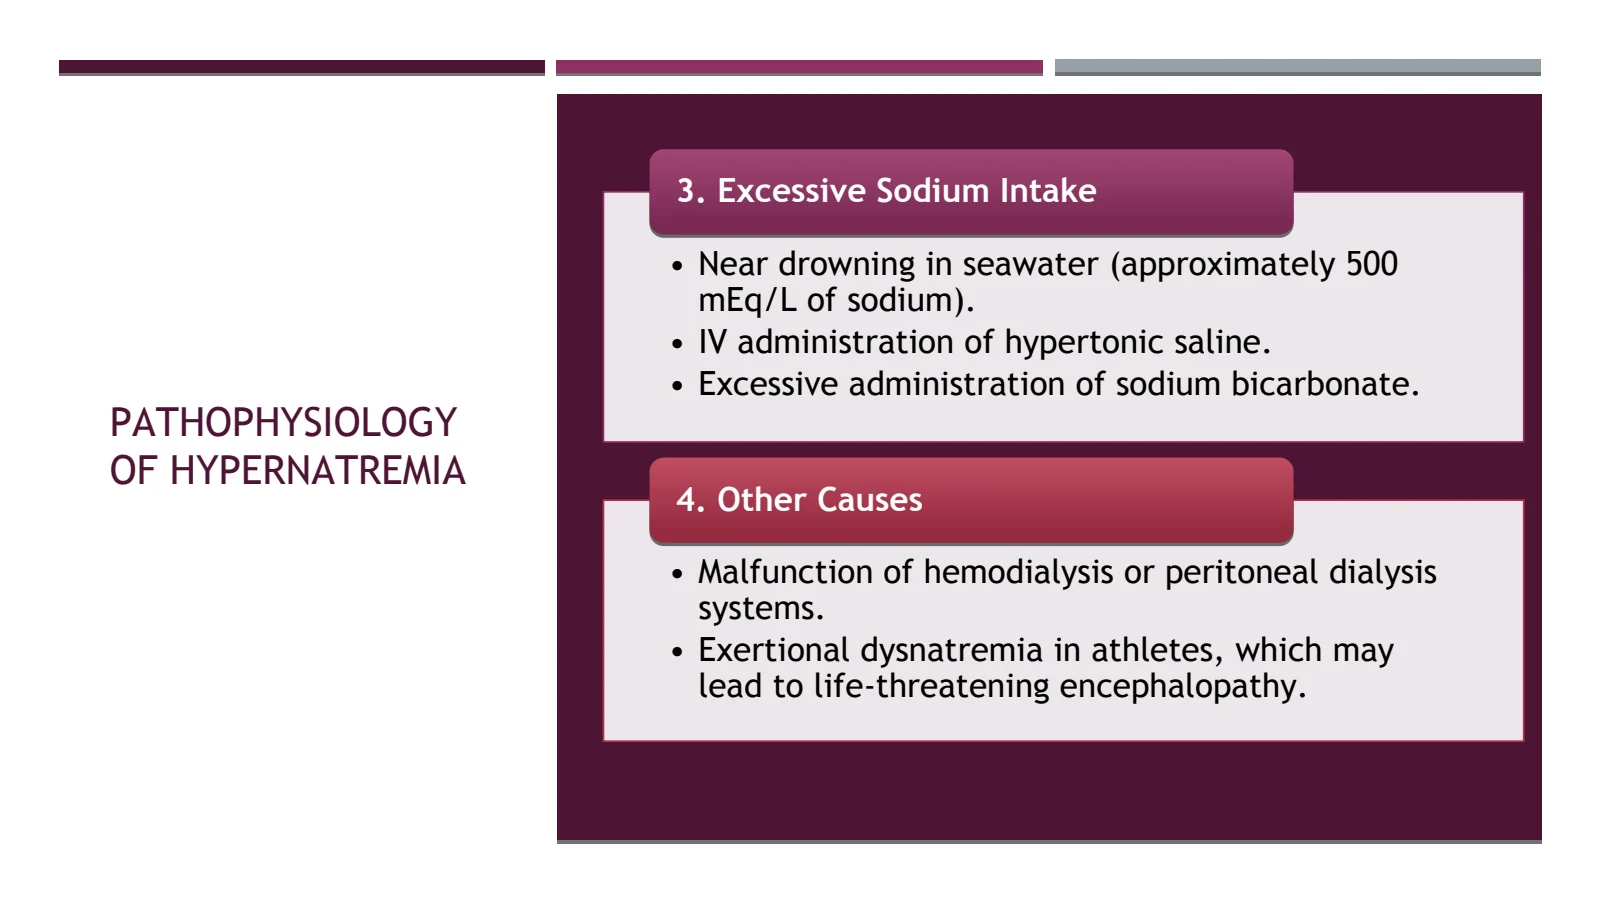 PATHOPHYSIOLOGY
OF HYPERNATREMIA
3. Excessive Sodium Intake
• Near drowning in seawater (approximately 500
mEq/L of sodium).
• IV administration of hypertonic saline.
• Excessive administration of sodium bicarbonate.
4. Other Causes
• Malfunction of hemodialysis or peritoneal dialysis
systems.
• Exertional dysnatremia in athletes, which may
lead to life-threatening encephalopathy.